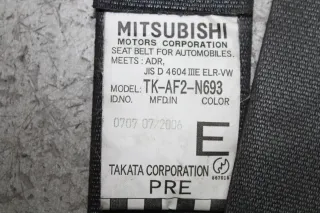 MITSUBISHI
MOTORS CORPORATION
SEAT BELT FOR AUTOMOBILES.
MEETS: ADR.
JIS D 4604 IIIE ELR-VW
MODEL: TK-AF2-N693
ID.NO. MFD.IN COLOR
0707 07/2006
E
TAKATA CORPORATION
PRE